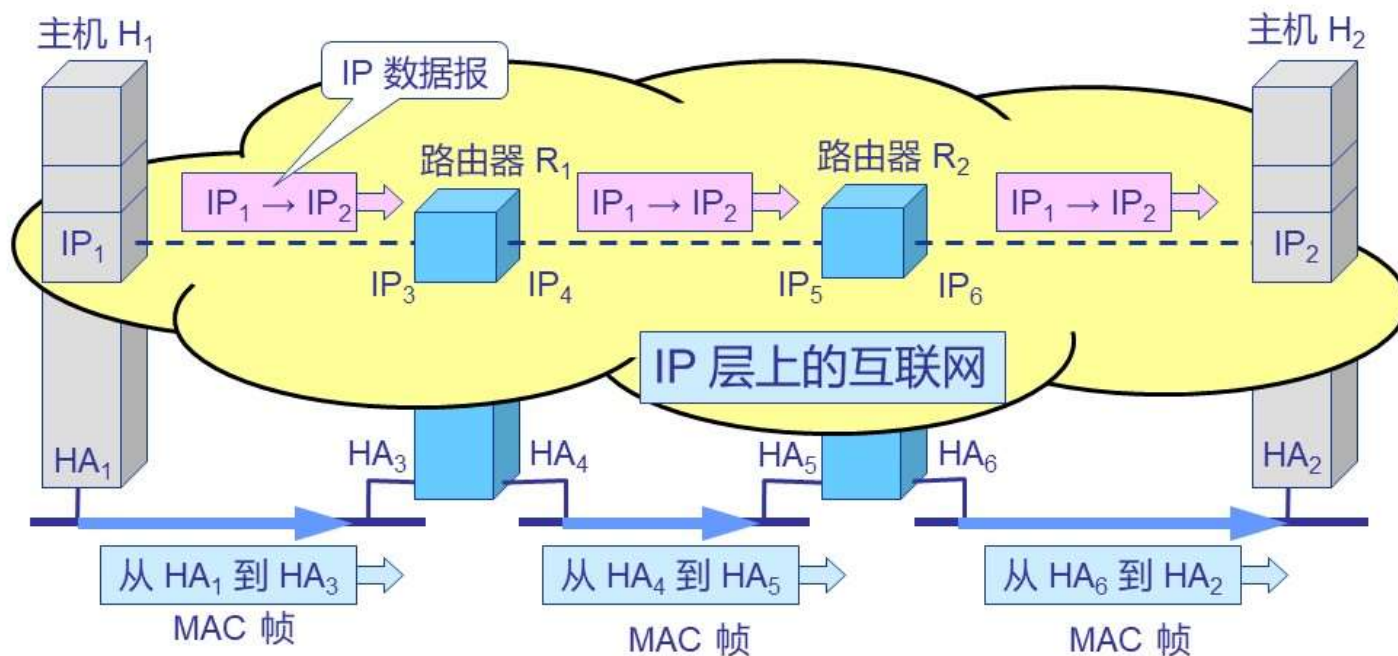 主机 H₁
主机 H₂
IP 数据报
路由器 R₁
路由器 R₂
IP₁ → IP₂
IP₁ → IP₂
IP₁ → IP₂
IP₁
IP₂
IP₃
IP₄
IP₅
IP₆
IP 层上的互联网
HA₁
HA₃
HA₄
HA₅
HA₆
HA₂
从 HA₁ 到 HA₃
从 HA₄ 到 HA₅
从 HA₆ 到 HA₂
MAC 帧
MAC 帧
MAC 帧